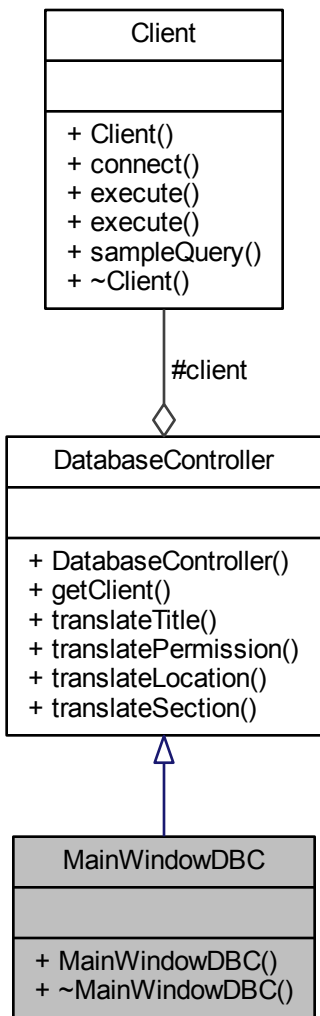 Client
+ Client()
+ connect()
+ execute()
+ execute()
+ sampleQuery()
+ ~Client()
#client
DatabaseController
+ DatabaseController()
+ getClient()
+ translateTitle()
+ translatePermission()
+ translateLocation()
+ translateSection()
MainWindowDBC
+ MainWindowDBC()
+ ~MainWindowDBC()